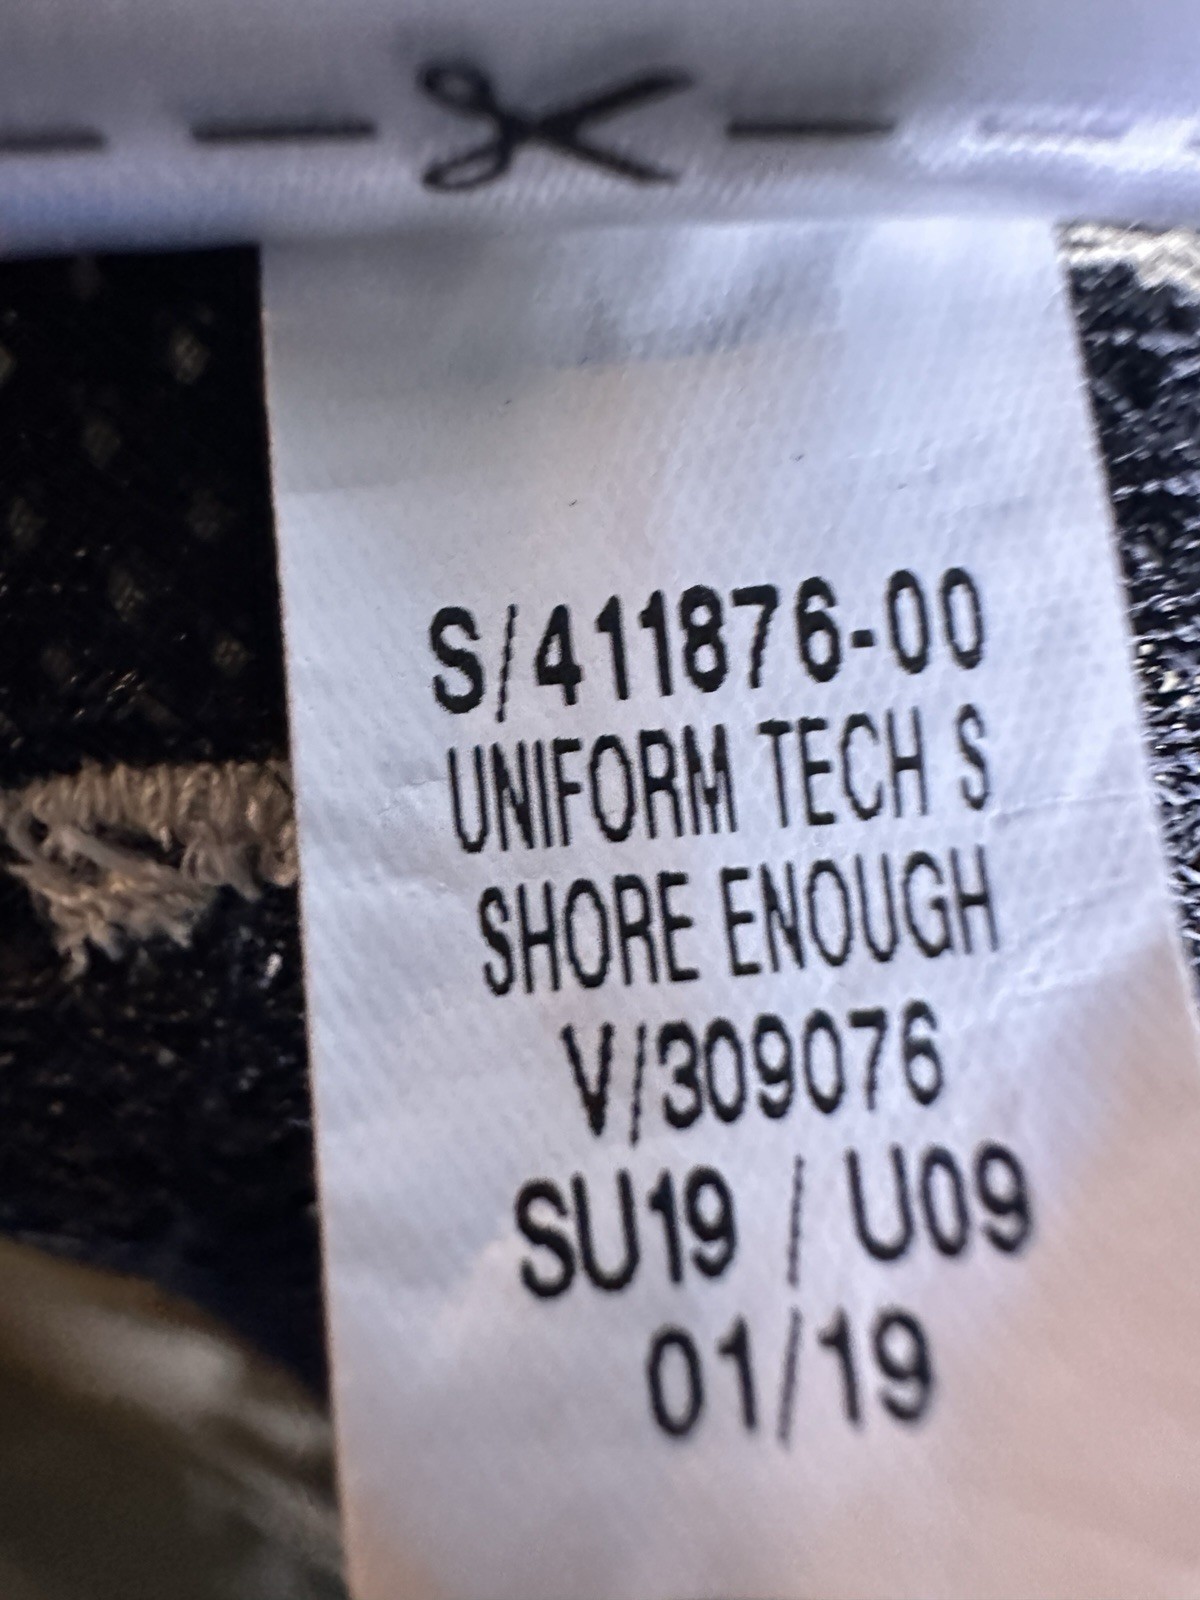 S/411876-00
UNIFORM TECH S
SHORE ENOUGH
V/309076
SU19 / U09
01/19